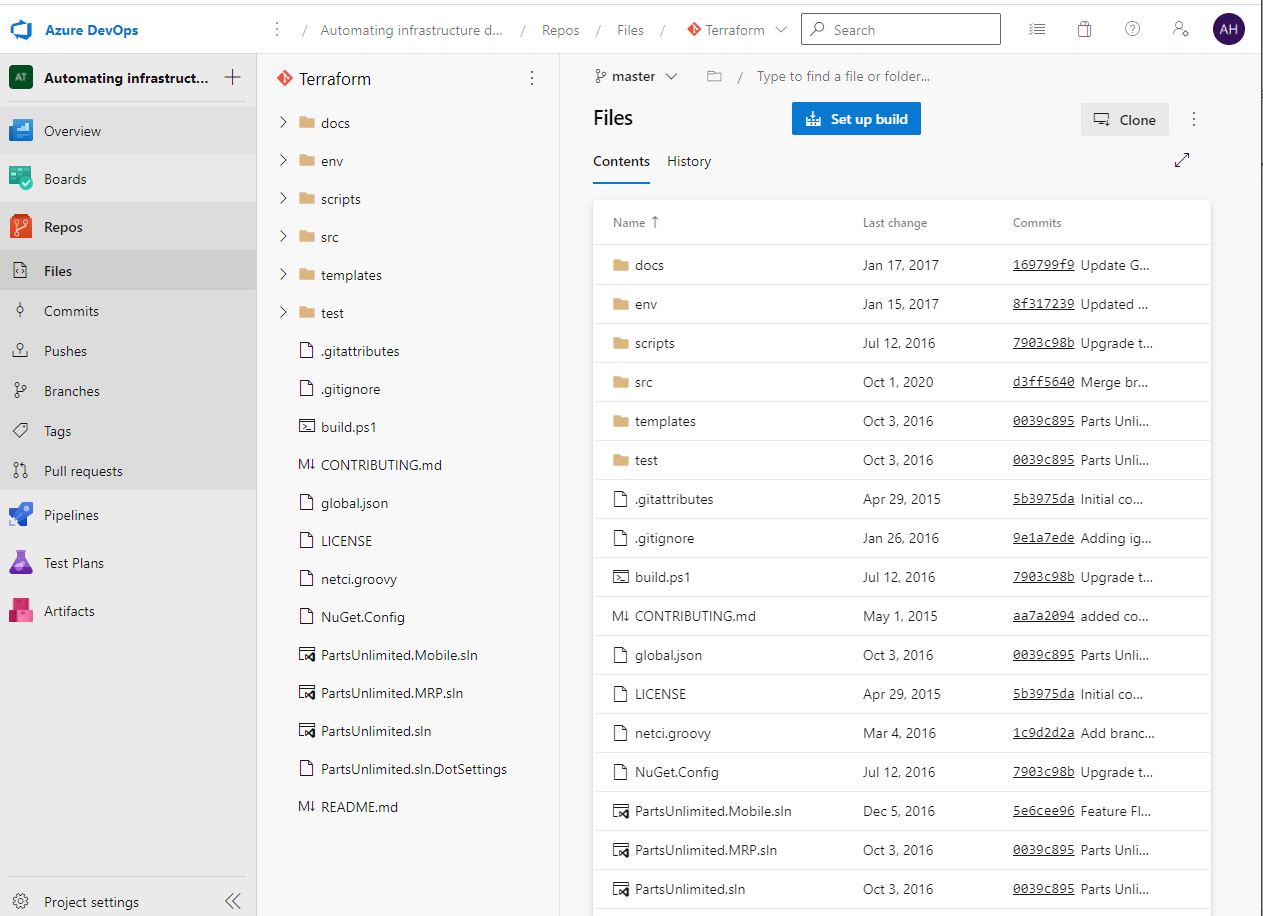 Azure DevOps
/ Automating infrastructure d... / Repos / Files / Terraform
Search
AH
AT Automating infrastruct...
Overview
Boards
Repos
Files
Commits
Pushes
Branches
Tags
Pull requests
Pipelines
Test Plans
Artifacts
Project settings
Terraform
docs
env
scripts
src
templates
test
.gitattributes
.gitignore
build.ps1
M↓ CONTRIBUTING.md
global.json
LICENSE
netci.groovy
NuGet.Config
PartsUnlimited.Mobile.sln
PartsUnlimited.MRP.sln
PartsUnlimited.sln
PartsUnlimited.sln.DotSettings
M↓ README.md
master / Type to find a file or folder...
Files
Set up build
Clone
Contents History
Name ↑ Last change Commits
docs Jan 17, 2017 169799f9 Update G...
env Jan 15, 2017 8f317239 Updated ...
scripts Jul 12, 2016 7903c98b Upgrade t...
src Oct 1, 2020 d3ff5640 Merge br...
templates Oct 3, 2016 0039c895 Parts Unli...
test Oct 3, 2016 0039c895 Parts Unli...
.gitattributes Apr 29, 2015 5b3975da Initial co...
.gitignore Jan 26, 2016 9e1a7ede Adding ig...
build.ps1 Jul 12, 2016 7903c98b Upgrade t...
M↓ CONTRIBUTING.md May 1, 2015 aa7a2094 added co...
global.json Oct 3, 2016 0039c895 Parts Unli...
LICENSE Apr 29, 2015 5b3975da Initial co...
netci.groovy Mar 4, 2016 1c9d2d2a Add branc...
NuGet.Config Jul 12, 2016 7903c98b Upgrade t...
PartsUnlimited.Mobile.sln Dec 5, 2016 5e6cee96 Feature Fl...
PartsUnlimited.MRP.sln Oct 3, 2016 0039c895 Parts Unli...
PartsUnlimited.sln Oct 3, 2016 0039c895 Parts Unli...